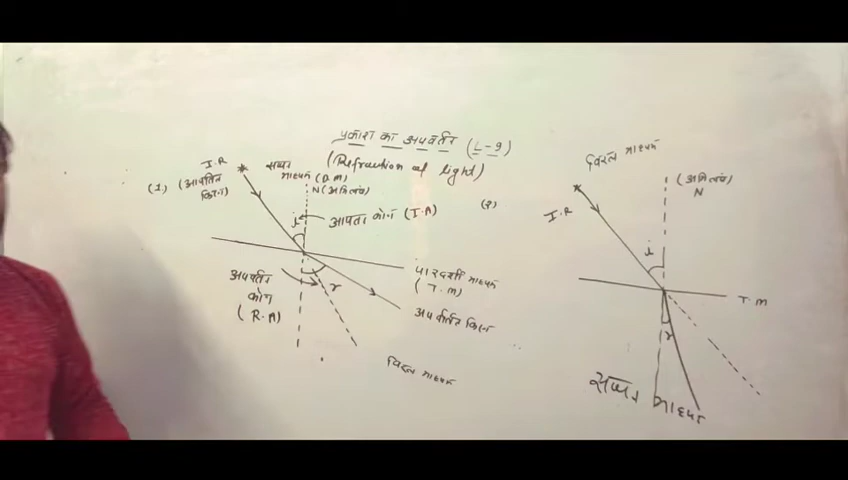 प्रकाश का अपवर्तन (L-9)
(Refraction of light)
I.R
(1) (आपतित किरण)
सघन माध्यम (D.M)
N (अभिलंब)
i
आपतन कोण (I.A)
पारदर्शी माध्यम
(T.M)
अपवर्तन कोण
(R.A)
r
अपवर्तित किरण
विरल माध्यम
(2)
विरल माध्यम
(अभिलंब)
N
I.R
i
T.M
r
सघन माध्यम